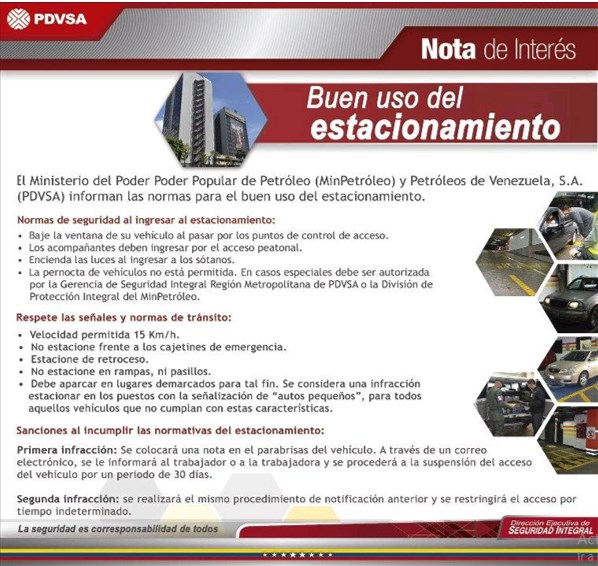 PDVSA
Nota de Interés
Buen uso del
estacionamiento
El Ministerio del Poder Poder Popular de Petróleo (MinPetróleo) y Petróleos de Venezuela, S.A.
(PDVSA) informan las normas para el buen uso del estacionamiento.
Normas de seguridad al ingresar al estacionamiento:
• Baje la ventana de su vehículo al pasar por los puntos de control de acceso.
• Los acompañantes deben ingresar por el acceso peatonal.
• Encienda las luces al ingresar a los sótanos.
• La pernocta de vehículos no está permitida. En casos especiales debe ser autorizada
por la Gerencia de Seguridad Integral Región Metropolitana de PDVSA o la División de
Protección Integral del MinPetróleo.
Respete las señales y normas de tránsito:
• Velocidad permitida 15 Km/h.
• No estacione frente a los cajetines de emergencia.
• Estacione de retroceso.
• No estacione en rampas, ni pasillos.
• Debe aparcar en lugares demarcados para tal fin. Se considera una infracción
estacionar en los puestos con la señalización de “autos pequeños”, para todos
aquellos vehículos que no cumplan con estas características.
Sanciones al incumplir las normativas del estacionamiento:
Primera infracción: Se colocará una nota en el parabrisas del vehículo. A través de un correo
electrónico, se le informará al trabajador o a la trabajadora y se procederá a la suspensión del acceso
del vehículo por un periodo de 30 días.
Segunda infracción: se realizará el mismo procedimiento de notificación anterior y se restringirá el acceso por
tiempo indeterminado.
La seguridad es corresponsabilidad de todos
Dirección Ejecutiva de
SEGURIDAD INTEGRAL
Ir a